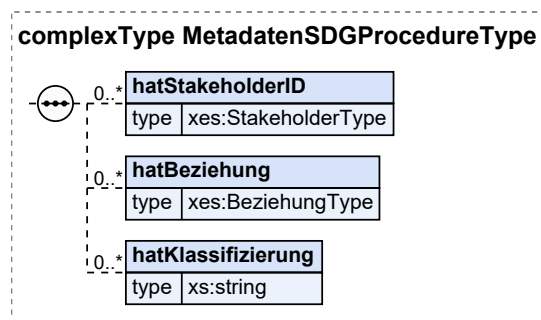 complexType MetadatenSDGProcedureType
0..* hatStakeholderID
type xes:StakeholderType
0..* hatBeziehung
type xes:BeziehungType
0..* hatKlassifizierung
type xs:string